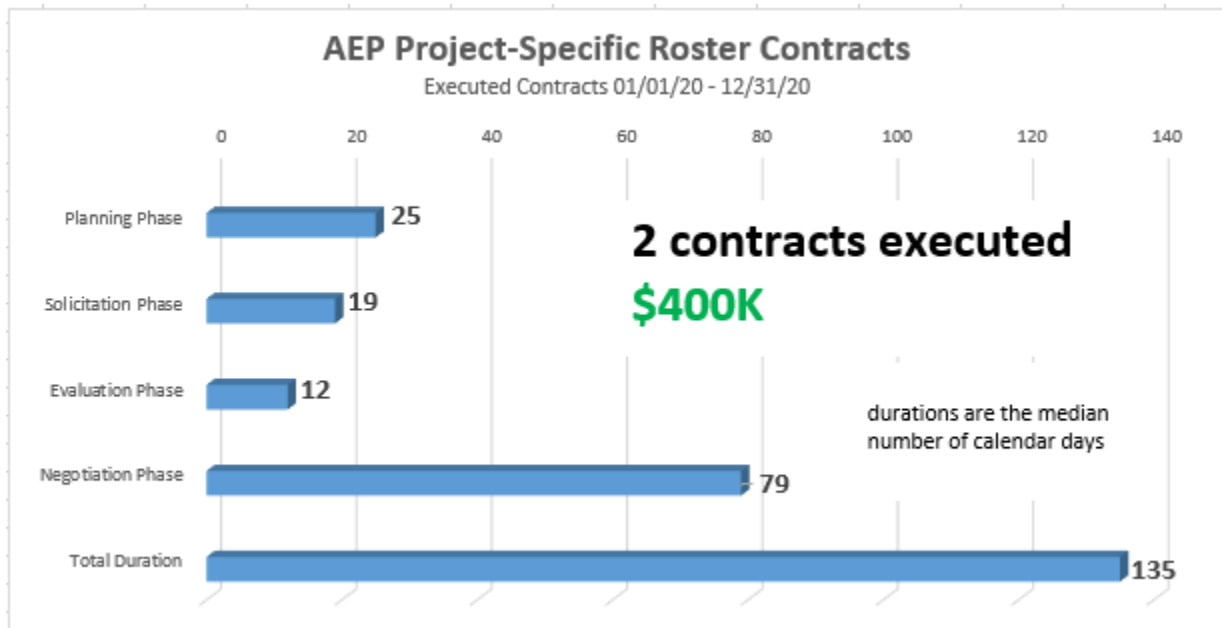 AEP Project-Specific Roster Contracts
Executed Contracts 01/01/20 - 12/31/20
0 20 40 60 80 100 120 140
Planning Phase 25
2 contracts executed
$400K
Solicitation Phase 19
Evaluation Phase 12
durations are the median
number of calendar days
Negotiation Phase 79
Total Duration 135